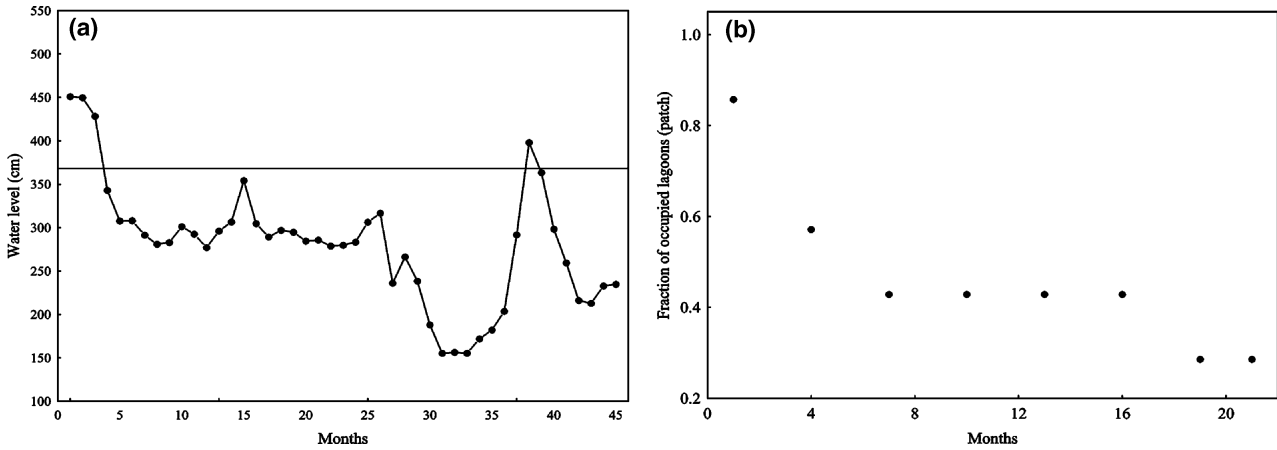 (a)
Water level (cm)
550
500
450
400
350
300
250
200
150
100
0 5 10 15 20 25 30 35 40 45
Months
(b)
Fraction of occupied lagoons (patch)
1.0
0.8
0.6
0.4
0.2
0 4 8 12 16 20
Months